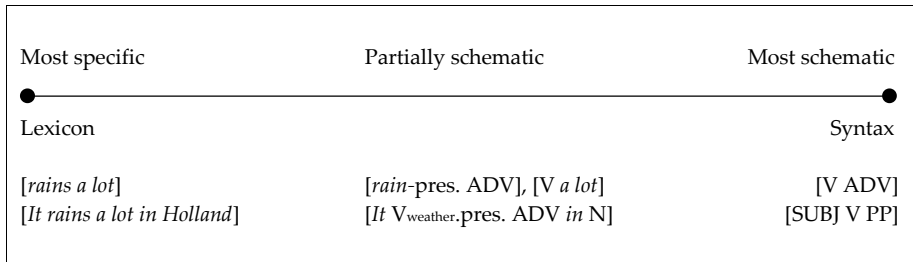 Most specific Partially schematic Most schematic
Lexicon Syntax
[rains a lot] [rain-pres. ADV], [V a lot] [V ADV]
[It rains a lot in Holland] [It Vweather.pres. ADV in N] [SUBJ V PP]